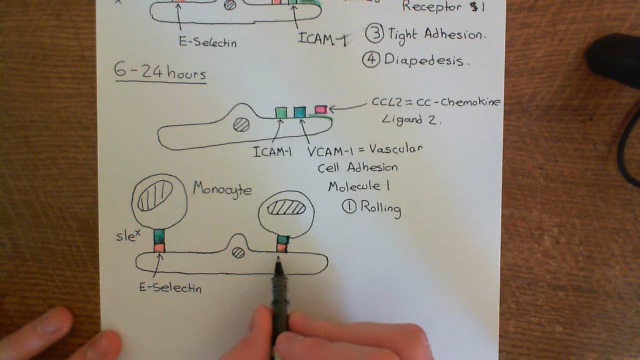 Receptor 1
E-Selectin
ICAM-1
③ Tight Adhesion.
④ Diapedesis.
6-24 hours
CCL2 = CC-Chemokine
Ligand 2.
ICAM-1 VCAM-1 = Vascular
Cell Adhesion
Molecule 1
Monocyte
① Rolling
sleˣ
E-Selectin